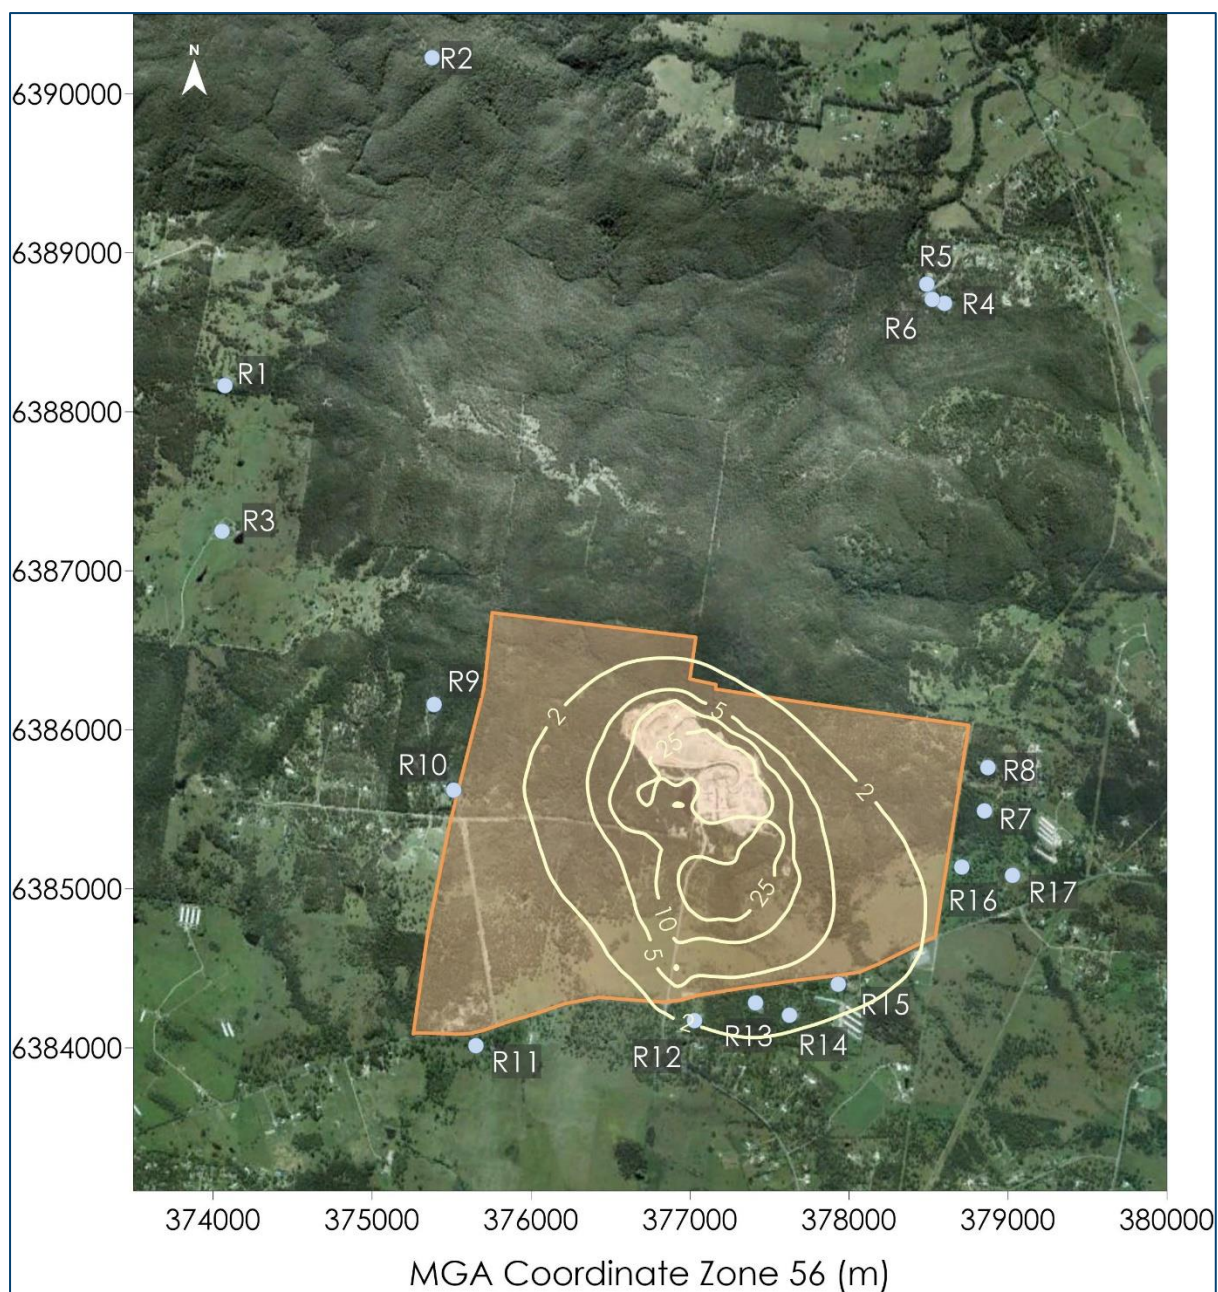 N
R2
6390000
6389000
R5
R4
R6
R1
6388000
R3
6387000
R9
2
5
6386000
25
R10
2
R8
R7
25
6385000
R16
R17
10
5
R15
2
R13
R14
R12
6384000
R11
374000 375000 376000 377000 378000 379000 380000
MGA Coordinate Zone 56 (m)